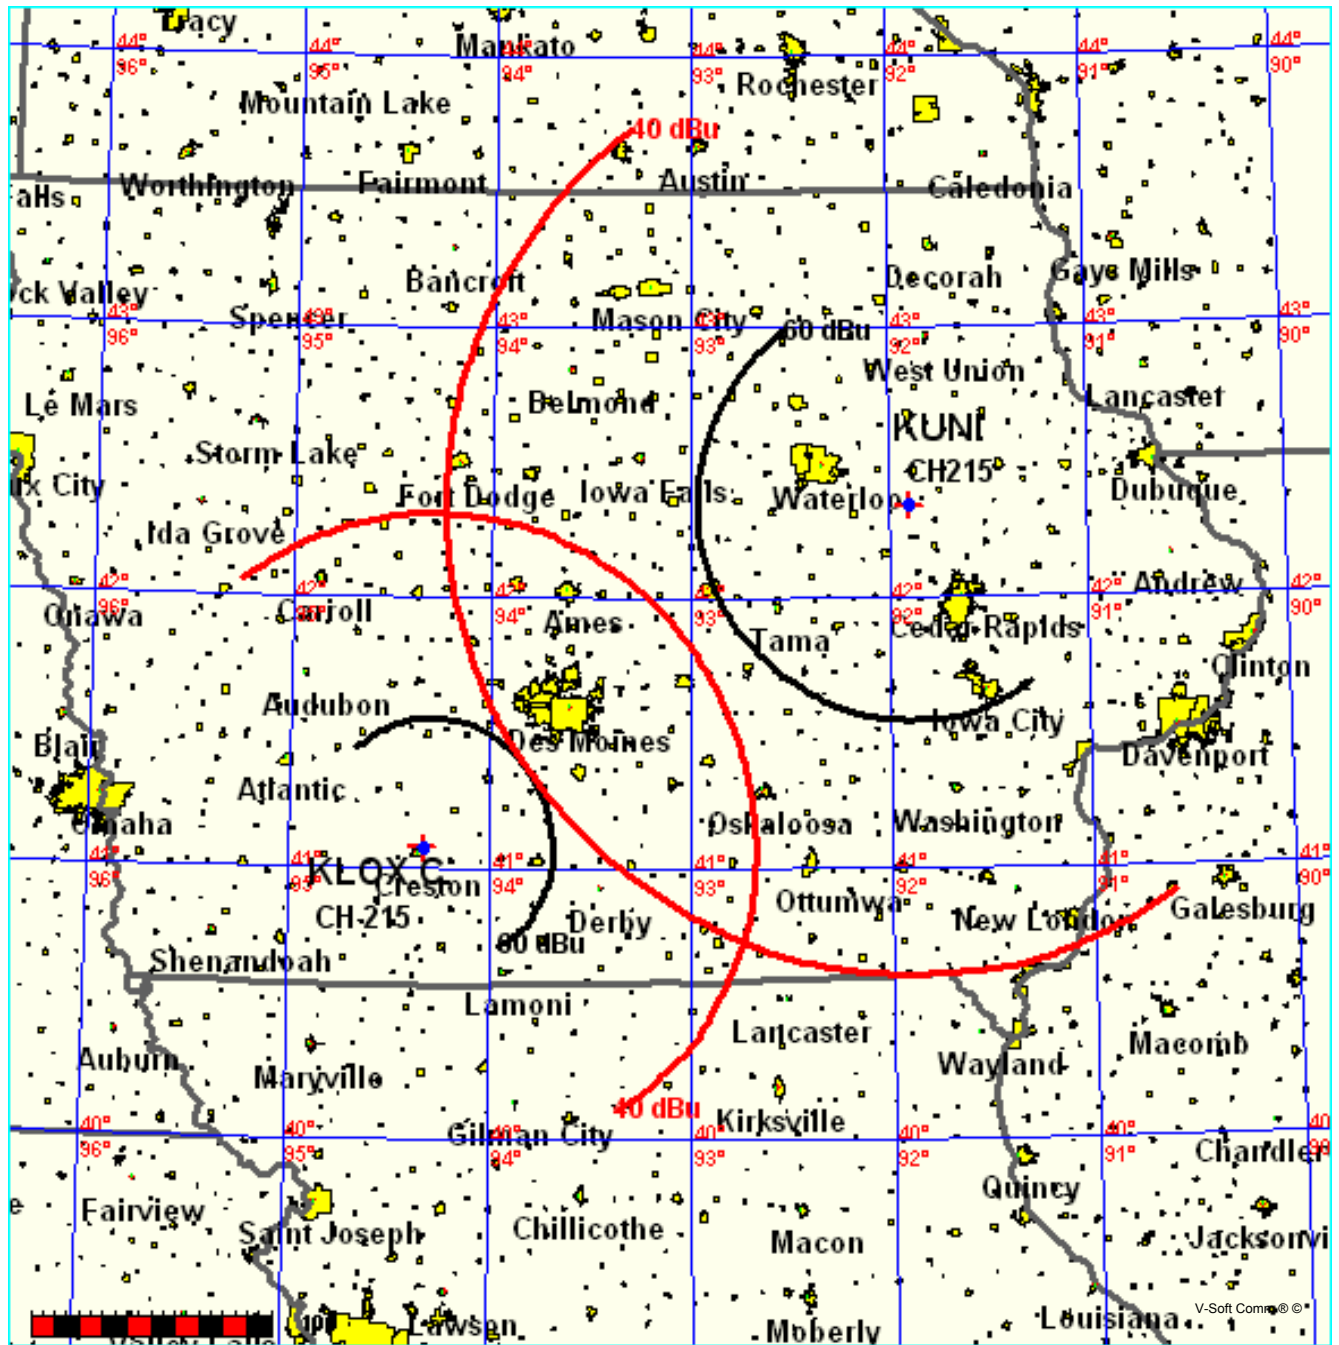 Tracy
Mankato
44°
96°
44°
95°
44°
94°
44°
93°
44°
92°
44°
91°
44°
90°
Rochester
Mountain Lake
40 dBu
Worthington
Fairmont
Austin
Caledonia
alls
Bancroft
Decorah
Gays Mills
ck Valley
Spencer
Mason City
43°
96°
43°
95°
43°
94°
43°
93°
60 dBu
43°
92°
43°
91°
43°
90°
West Union
Le Mars
Belmond
Lancaster
KUNI
CH215
Storm Lake
ux City
Fort Dodge
Iowa Falls
Waterloo
Dubuque
Ida Grove
42°
96°
42°
95°
42°
94°
42°
93°
42°
92°
42°
91°
42°
90°
Andrew
Onawa
Carroll
Ames
Tama
Cedar Rapids
Clinton
Audubon
Iowa City
Blair
Des Moines
Davenport
Atlantic
Omaha
Oskaloosa
Washington
41°
96°
41°
95°
41°
94°
41°
93°
41°
92°
41°
91°
41°
90°
KLOX.C
Creston
CH-215
Derby
Ottumwa
New London
Galesburg
60 dBu
Shenandoah
Lamoni
Lancaster
Auburn
Maryville
Wayland
Macomb
40 dBu
Gilman City
Kirksville
40°
96°
40°
95°
40°
94°
40°
93°
40°
92°
40°
91°
40
Chandler
Fairview
Saint Joseph
Chillicothe
Macon
Quincy
Jacksonvi
e
100
Lawson
Moberly
Louisiana
V-Soft Comm® ©
Valley Falls